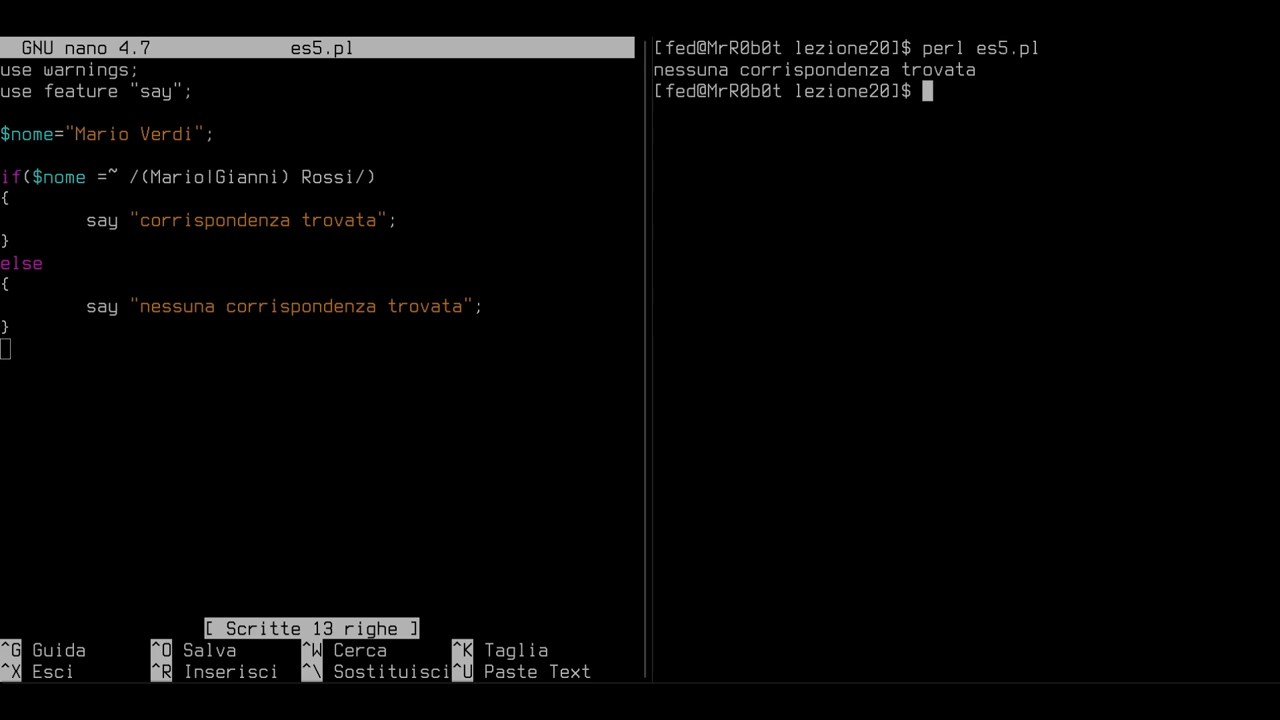 GNU nano 4.7 es5.pl
use warnings;
use feature "say";
$nome="Mario Verdi";
if($nome =~ /(Mario|Gianni) Rossi/)
{
say "corrispondenza trovata";
}
else
{
say "nessuna corrispondenza trovata";
}
[ Scritte 13 righe ]
^G Guida ^O Salva ^W Cerca ^K Taglia
^X Esci ^R Inserisci ^\ Sostituisci ^U Paste Text
[fed@MrR0b0t lezione20]$ perl es5.pl
nessuna corrispondenza trovata
[fed@MrR0b0t lezione20]$